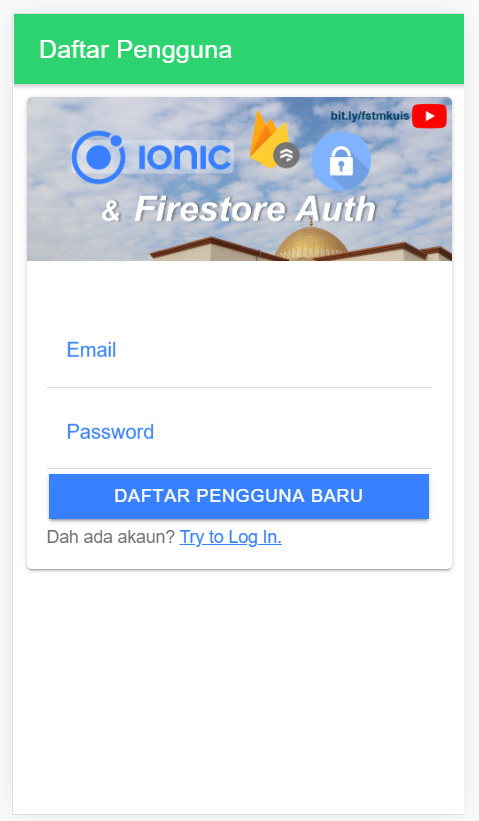 Daftar Pengguna
bit.ly/fstmkuis
ionic
& Firestore Auth
Email
Password
DAFTAR PENGGUNA BARU
Dah ada akaun? Try to Log In.